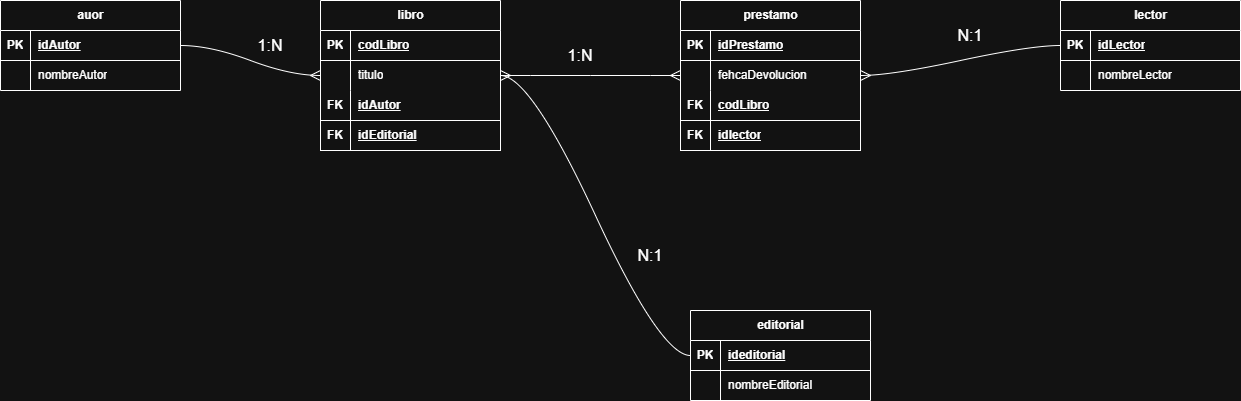 auor
PK idAutor
nombreAutor
1:N
libro
PK codLibro
titulo
FK idAutor
FK idEditorial
1:N
prestamo
PK idPrestamo
fehcaDevolucion
FK codLibro
FK idlector
N:1
lector
PK idLector
nombreLector
N:1
editorial
PK ideditorial
nombreEditorial